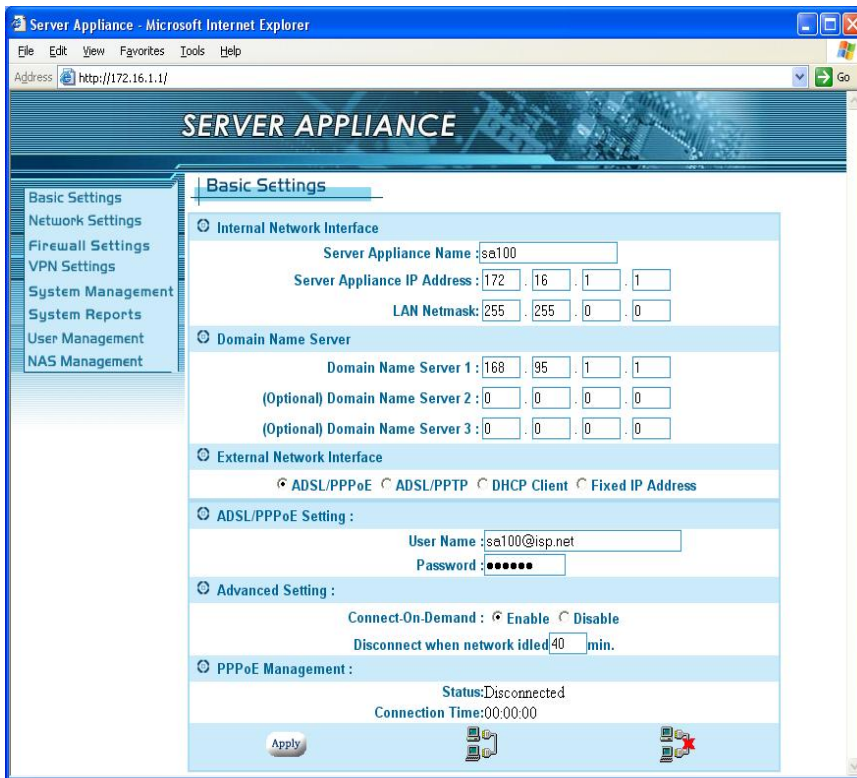 Server Appliance - Microsoft Internet Explorer
File Edit View Favorites Tools Help
Address http://172.16.1.1/ Go
SERVER APPLIANCE
Basic Settings
Network Settings
Firewall Settings
VPN Settings
System Management
System Reports
User Management
NAS Management
Basic Settings
Internal Network Interface
Server Appliance Name : sa100
Server Appliance IP Address : 172 . 16 . 1 . 1
LAN Netmask: 255 . 255 . 0 . 0
Domain Name Server
Domain Name Server 1 : 168 . 95 . 1 . 1
(Optional) Domain Name Server 2 : 0 . 0 . 0 . 0
(Optional) Domain Name Server 3 : 0 . 0 . 0 . 0
External Network Interface
ADSL/PPPoE ADSL/PPTP DHCP Client Fixed IP Address
ADSL/PPPoE Setting :
User Name : sa100@isp.net
Password : ●●●●●●
Advanced Setting :
Connect-On-Demand : Enable Disable
Disconnect when network idled 40 min.
PPPoE Management :
Status:Disconnected
Connection Time:00:00:00
Apply